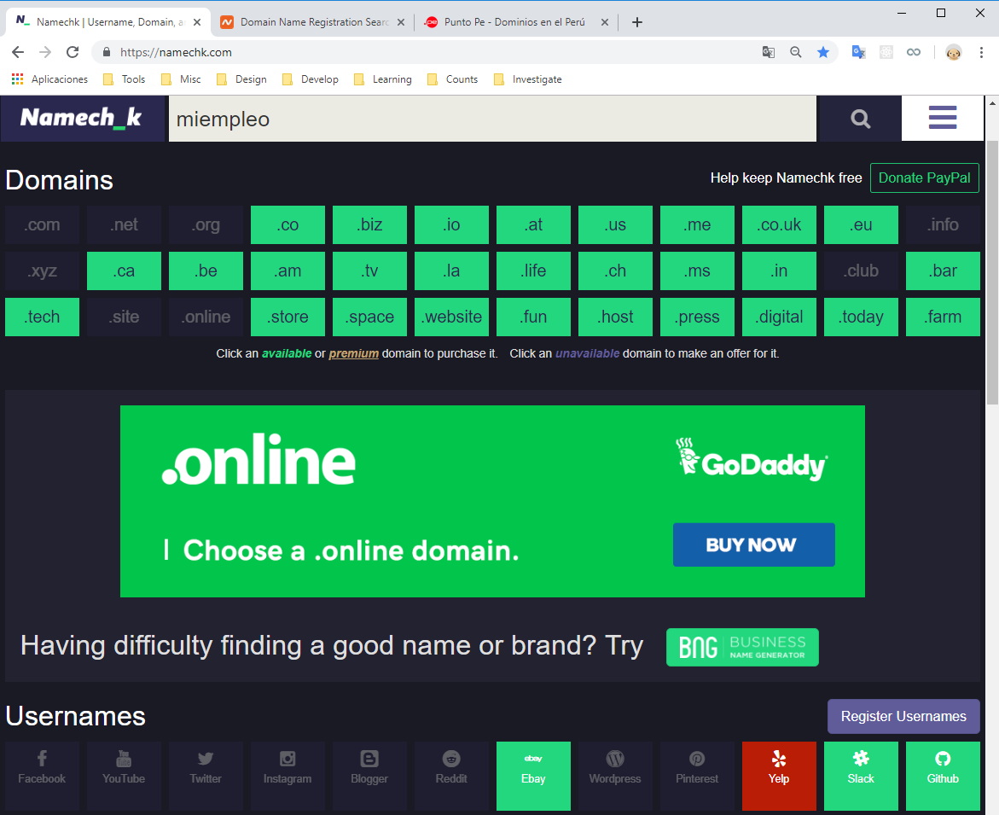 Namechk | Username, Domain, a
Domain Name Registration Searc
Punto Pe - Dominios en el Perú
https://namechk.com
Aplicaciones
Tools
Misc
Design
Develop
Learning
Counts
Investigate
Namech_k
miempleo
Domains
Help keep Namechk free
Donate PayPal
.com .net .org .co .biz .io .at .us .me .co.uk .eu .info
.xyz .ca .be .am .tv .la .life .ch .ms .in .club .bar
.tech .site .online .store .space .website .fun .host .press .digital .today .farm
Click an available or premium domain to purchase it. Click an unavailable domain to make an offer for it.
.online
GoDaddy
Choose a .online domain.
BUY NOW
Having difficulty finding a good name or brand? Try
BNG
BUSINESS
NAME GENERATOR
Usernames
Register Usernames
Facebook YouTube Twitter Instagram Blogger Reddit Ebay Wordpress Pinterest Yelp Slack Github